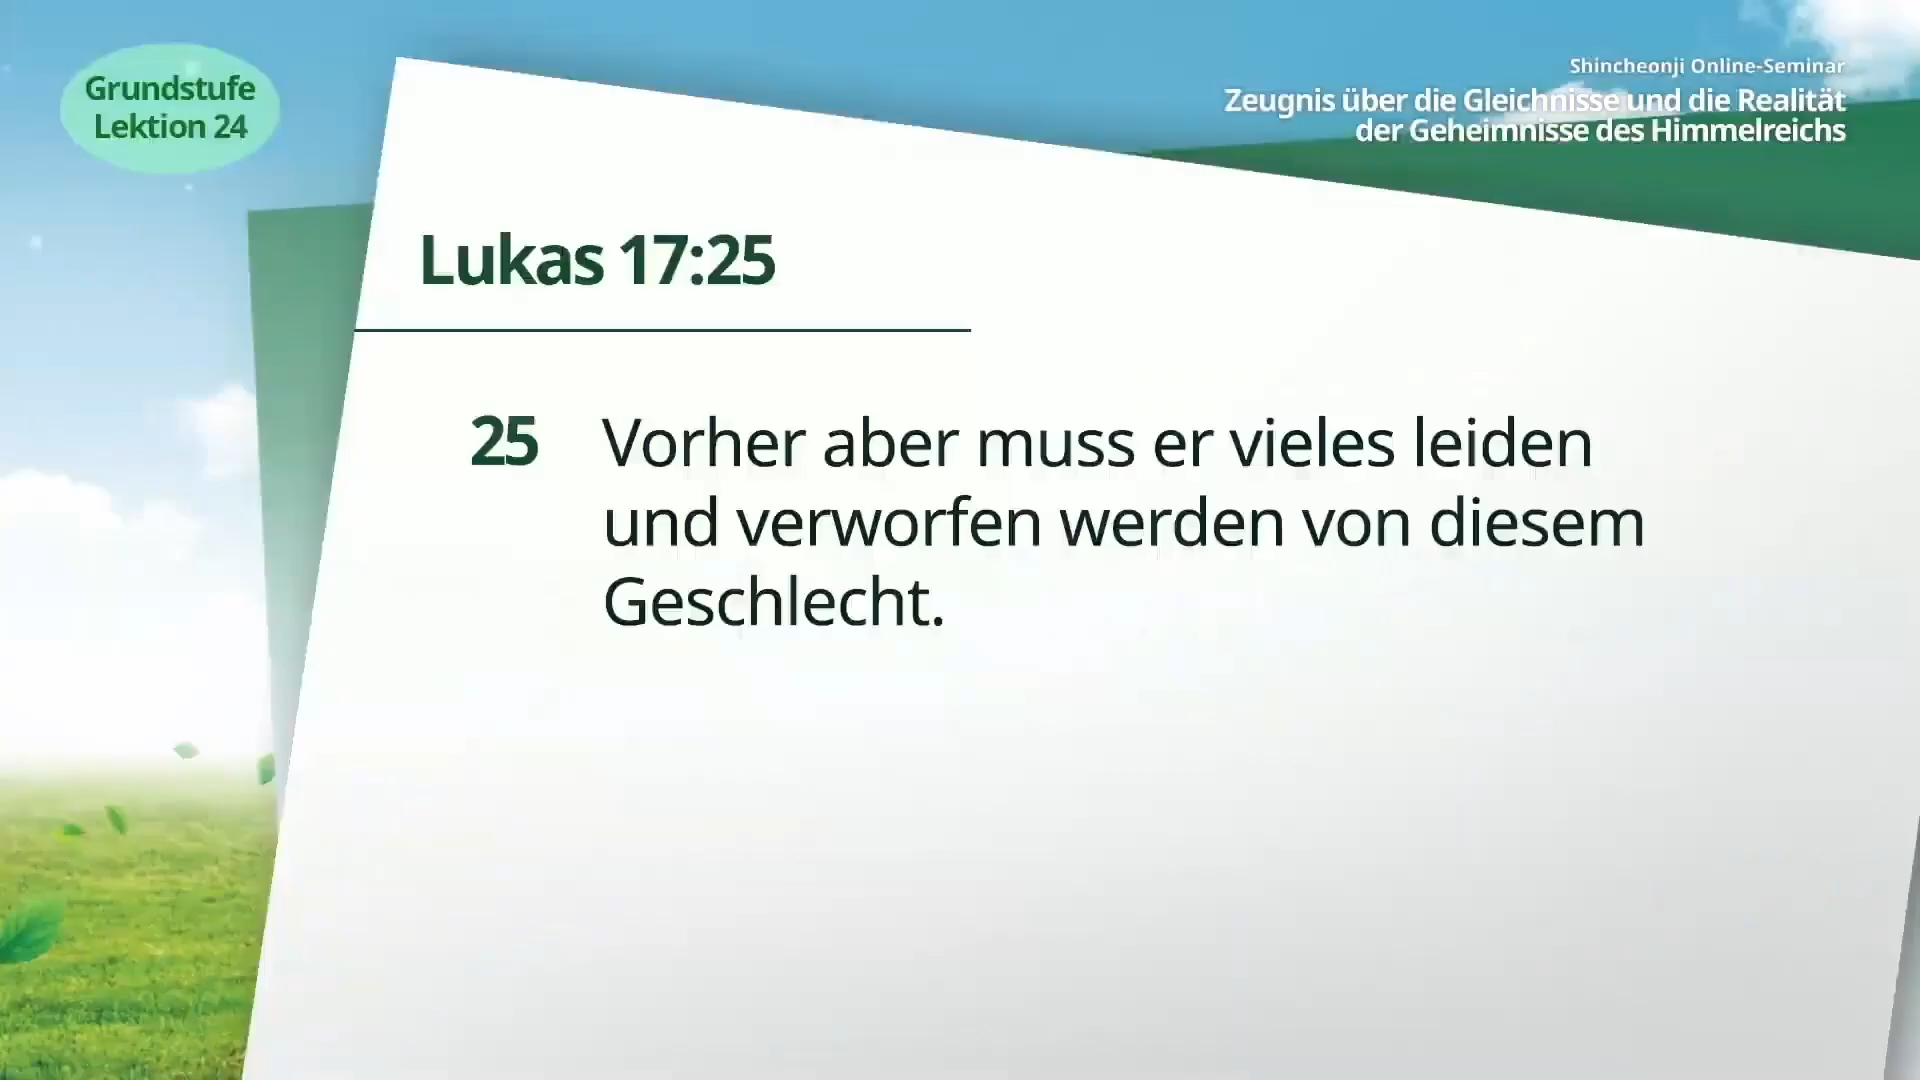 Grundstufe
Lektion 24
Shincheonji Online-Seminar
Zeugnis über die Gleichnisse und die Realität
der Geheimnisse des Himmelreichs
Lukas 17:25
25 Vorher aber muss er vieles leiden
und verworfen werden von diesem
Geschlecht.